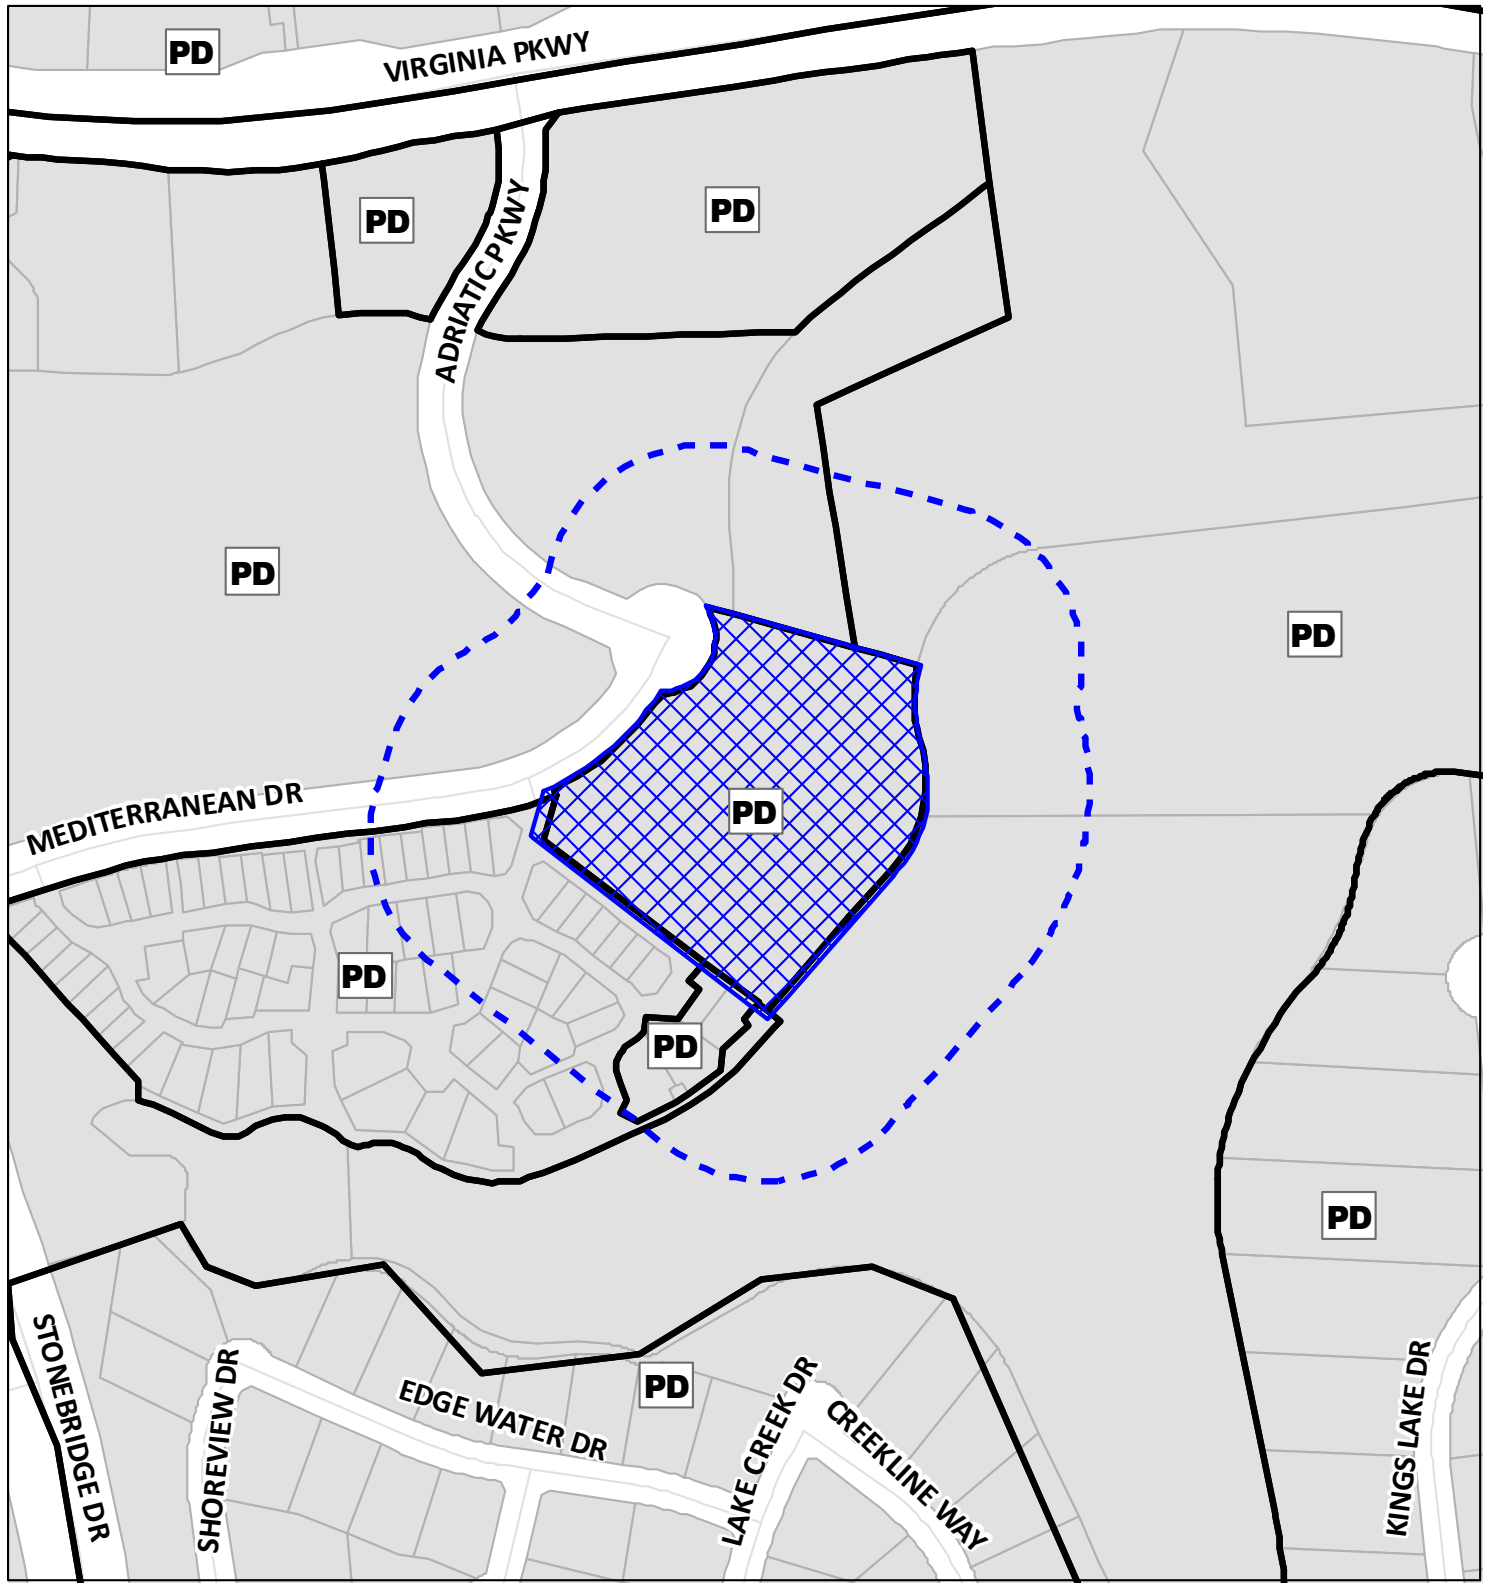 PD
VIRGINIA PKWY
PD
PD
ADRIATIC PKWY
PD
PD
MEDITERRANEAN DR
PD
PD
PD
PD
STONEBRIDGE DR
SHOREVIEW DR
EDGE WATER DR
PD
LAKE CREEK DR
CREEKLINE WAY
KINGS LAKE DR